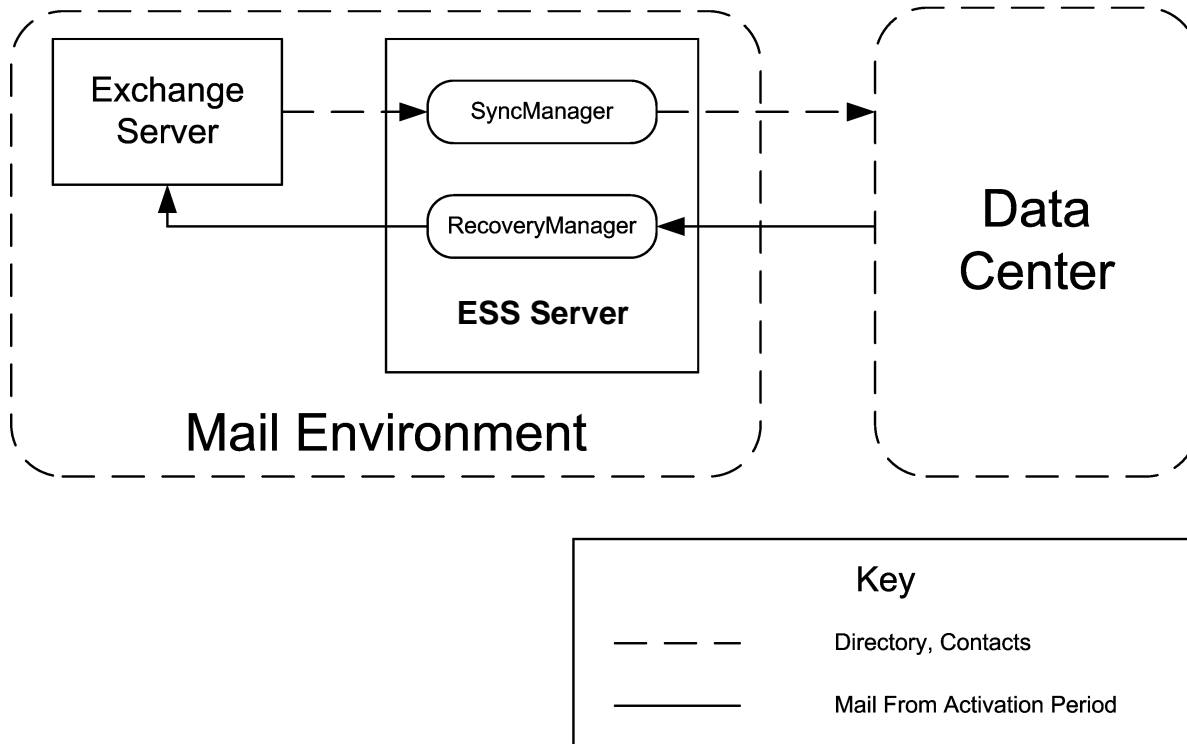 Exchange
Server
SyncManager
RecoveryManager
ESS Server
Mail Environment
Data
Center
Key
Directory, Contacts
Mail From Activation Period